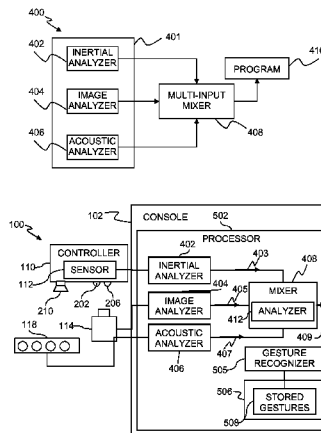 400
401
402
INERTIAL
ANALYZER
404
IMAGE
ANALYZER
406
ACOUSTIC
ANALYZER
MULTI-INPUT
MIXER
408
PROGRAM
416
100
102
CONSOLE
502
PROCESSOR
CONTROLLER
110
SENSOR
112
210
202
206
114
118
402
INERTIAL
ANALYZER
403
404
IMAGE
ANALYZER
405
ACOUSTIC
ANALYZER
406
407
408
MIXER
ANALYZER
412
409
GESTURE
RECOGNIZER
505
506
STORED
GESTURES
508